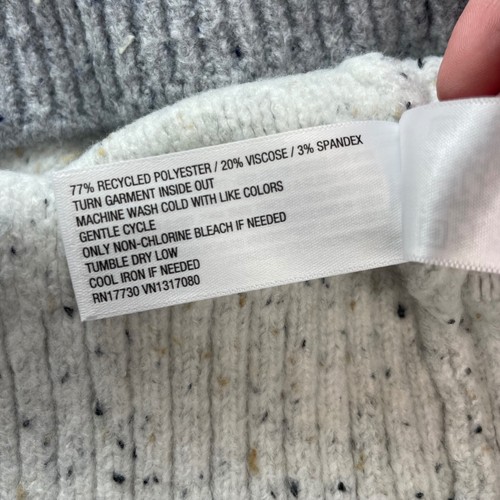 77% RECYCLED POLYESTER / 20% VISCOSE / 3% SPANDEX
TURN GARMENT INSIDE OUT
MACHINE WASH COLD WITH LIKE COLORS
GENTLE CYCLE
ONLY NON-CHLORINE BLEACH IF NEEDED
TUMBLE DRY LOW
COOL IRON IF NEEDED
RN17730 VN1317080